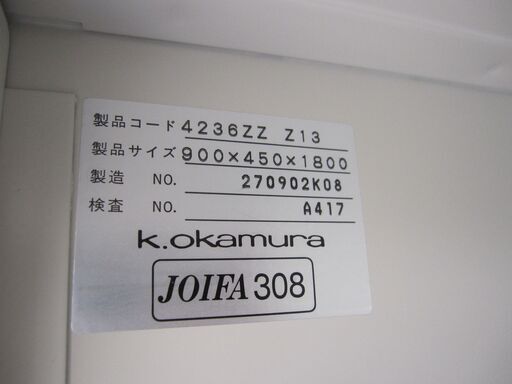 製品コード 4236ZZ Z13
製品サイズ 900×450×1800
製造 NO. 270902K08
検査 NO. A417
k.okamura
JOIFA 308